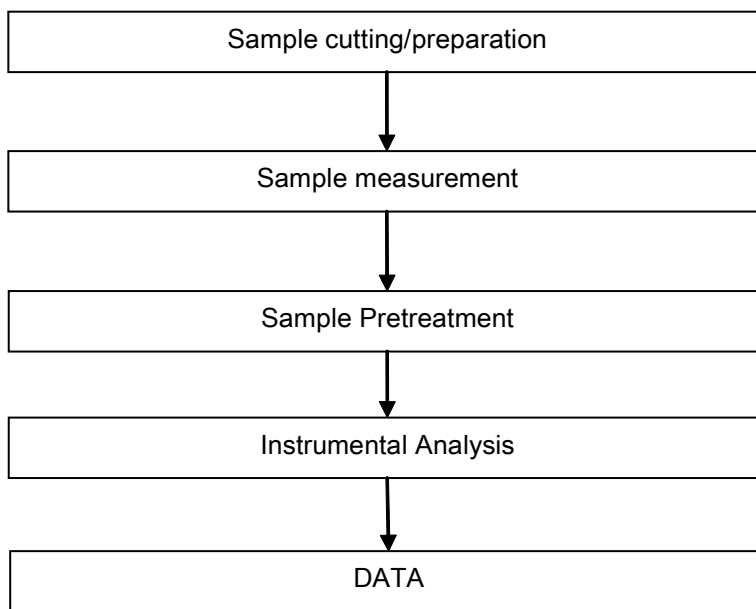 Sample cutting/preparation
Sample measurement
Sample Pretreatment
Instrumental Analysis
DATA